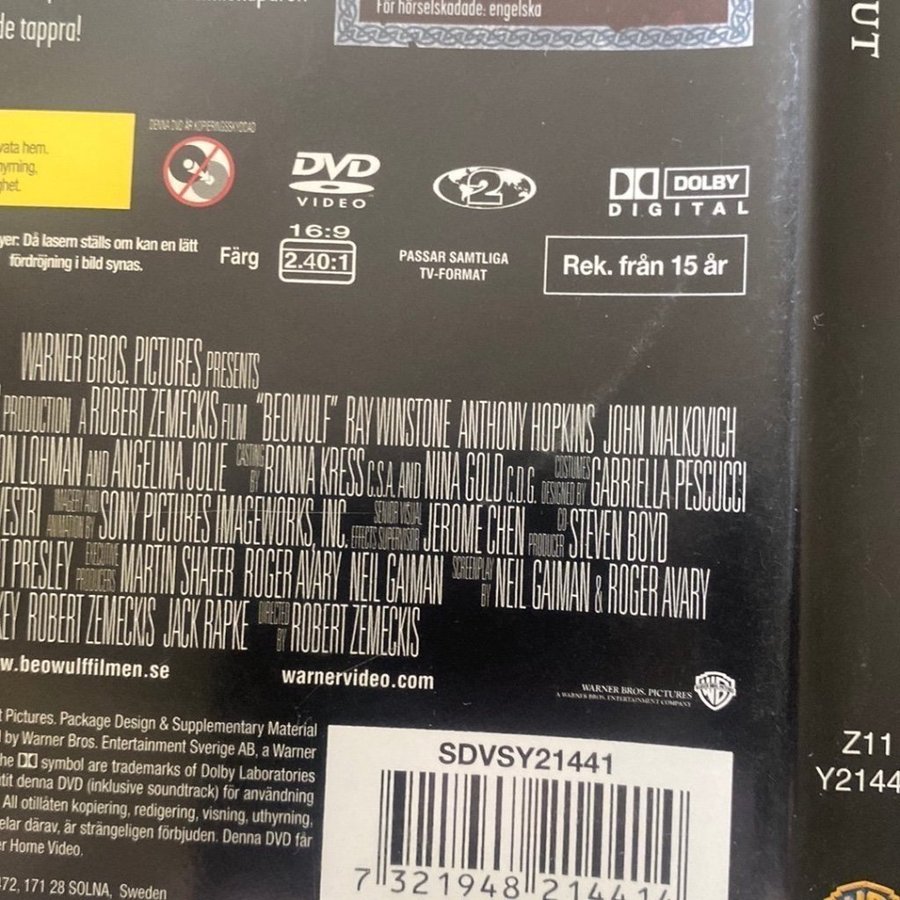 För hörselskadade: engelska
de tappra!
UT
DENNA DVD ÄR KOPIERINGSSKYDDAD
vata hem.
hyrning,
ghet.
DVD
VIDEO
2
DOLBY
DIGITAL
yer: Då lasern ställs om kan en lätt
fördröjning i bild synas.
Färg
16:9
2.40:1
PASSAR SAMTLIGA
TV-FORMAT
Rek. från 15 år
WARNER BROS. PICTURES PRESENTS
PRODUCTION A ROBERT ZEMECKIS FILM "BEOWULF" RAY WINSTONE ANTHONY HOPKINS JOHN MALKOVICH
ON LOHMAN AND ANGELINA JOLIE CASTING BY RONNA KRESS C.S.A. AND NINA GOLD C.D.G. COSTUMES DESIGNED BY GABRIELLA PESCUCCI
VESTRI IMAGERY AND ANIMATION BY SONY PICTURES IMAGEWORKS, INC. SENIOR VISUAL EFFECTS SUPERVISOR JEROME CHEN CO PRODUCER STEVEN BOYD
T PRESLEY EXECUTIVE PRODUCERS MARTIN SHAFER ROGER AVARY NEIL GAIMAN SCREENPLAY BY NEIL GAIMAN & ROGER AVARY
KEY ROBERT ZEMECKIS JACK RAPKE DIRECTED BY ROBERT ZEMECKIS
w.beowulffilmen.se
warnervideo.com
WARNER BROS. PICTURES
A WARNER BROS. ENTERTAINMENT COMPANY
WB
t Pictures. Package Design & Supplementary Material
d by Warner Bros. Entertainment Sverige AB, a Warner
he symbol are trademarks of Dolby Laboratories
tit denna DVD (inklusive soundtrack) för användning
All otillåten kopiering, redigering, visning, uthyrning,
elar därav, är strängeligen förbjuden. Denna DVD får
r Home Video.
472, 171 28 SOLNA, Sweden
SDVSY21441
7 321948 214414
Z11
Y2144